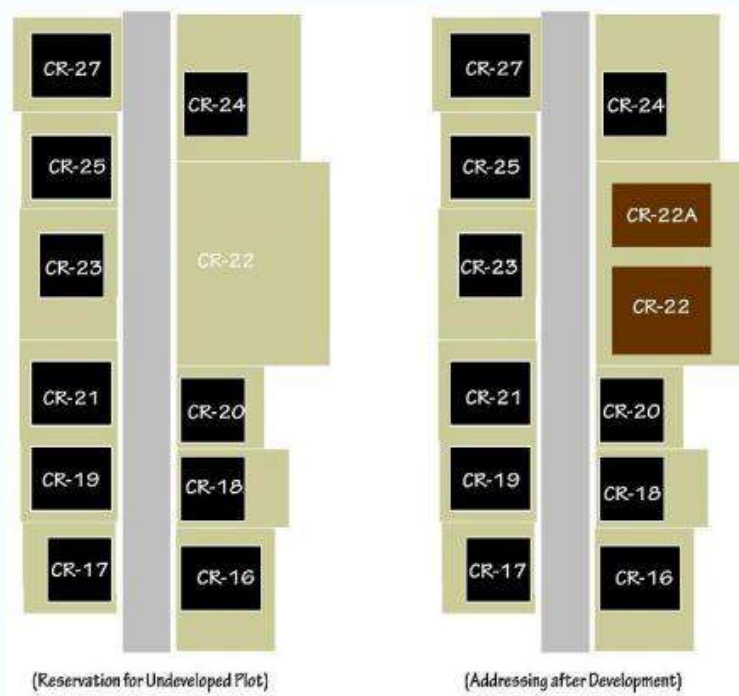 CR-27
CR-24
CR-25
CR-22
CR-23
CR-21
CR-20
CR-19
CR-18
CR-17
CR-16
(Reservation for Undeveloped Plot)
CR-27
CR-24
CR-25
CR-22A
CR-23
CR-22
CR-21
CR-20
CR-19
CR-18
CR-17
CR-16
(Addressing after Development)